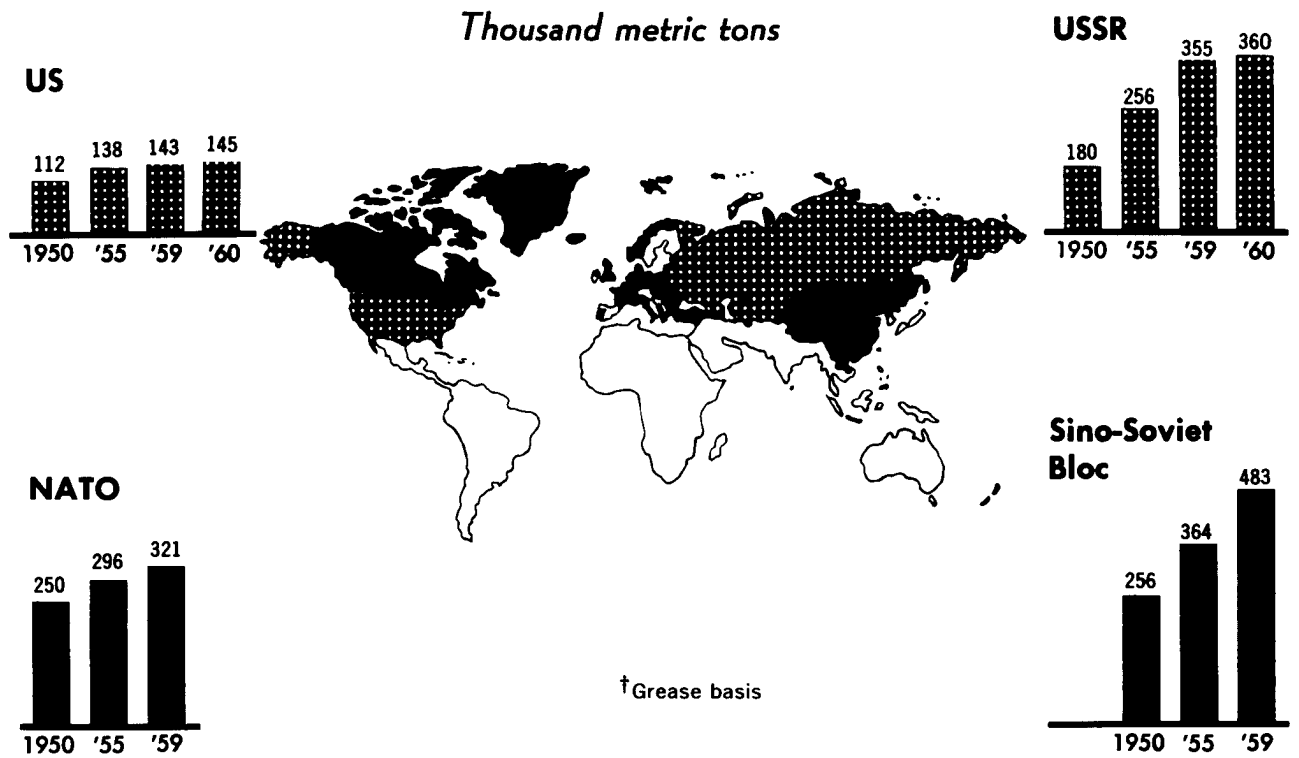 Thousand metric tons
US
112 138 143 145
1950 '55 '59 '60
USSR
180 256 355 360
1950 '55 '59 '60
NATO
250 296 321
1950 '55 '59
Sino-Soviet
Bloc
256 364 483
1950 '55 '59
†Grease basis